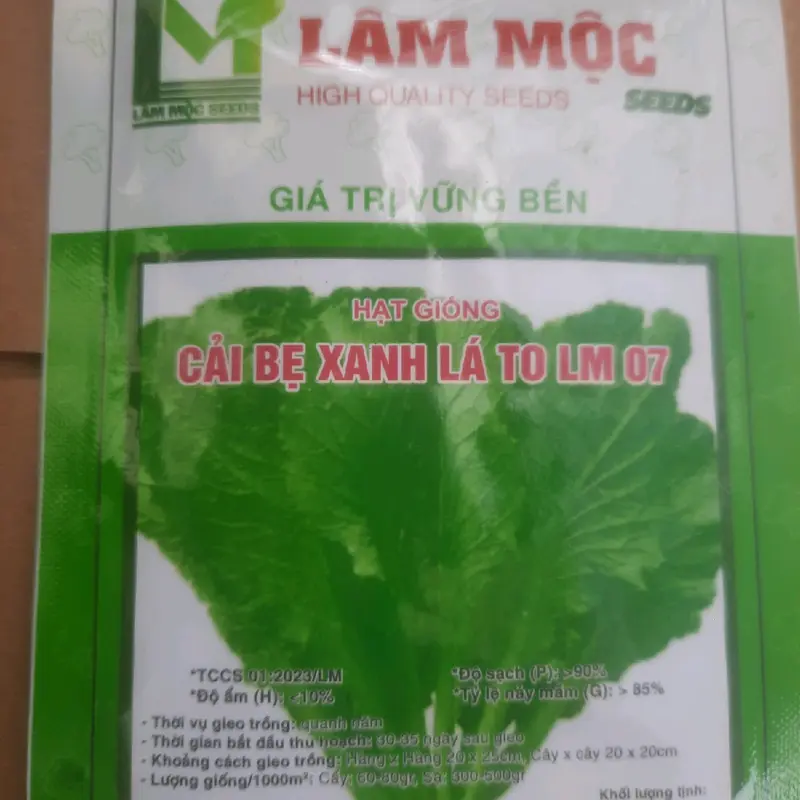 LÂM MỘC
LÂM MỘC SEEDS
HIGH QUALITY SEEDS
SEEDS
GIÁ TRỊ VỮNG BỀN
HẠT GIỐNG
CẢI BẸ XANH LÁ TO LM 07
*TCCS 01:2023/LM
*Độ sạch (P): >90%
*Độ ẩm (H): <10%
*Tỷ lệ nảy mầm (G): > 85%
- Thời vụ gieo trồng: quanh năm
- Thời gian bắt đầu thu hoạch: 30-35 ngày sau gieo
- Khoảng cách gieo trồng: Hàng x Hàng 20 x 25cm, Cây x cây 20 x 20cm
- Lượng giống/1000m²: Cấy: 60-80gr, Sạ: 300-500gr
Khối lượng tịnh: